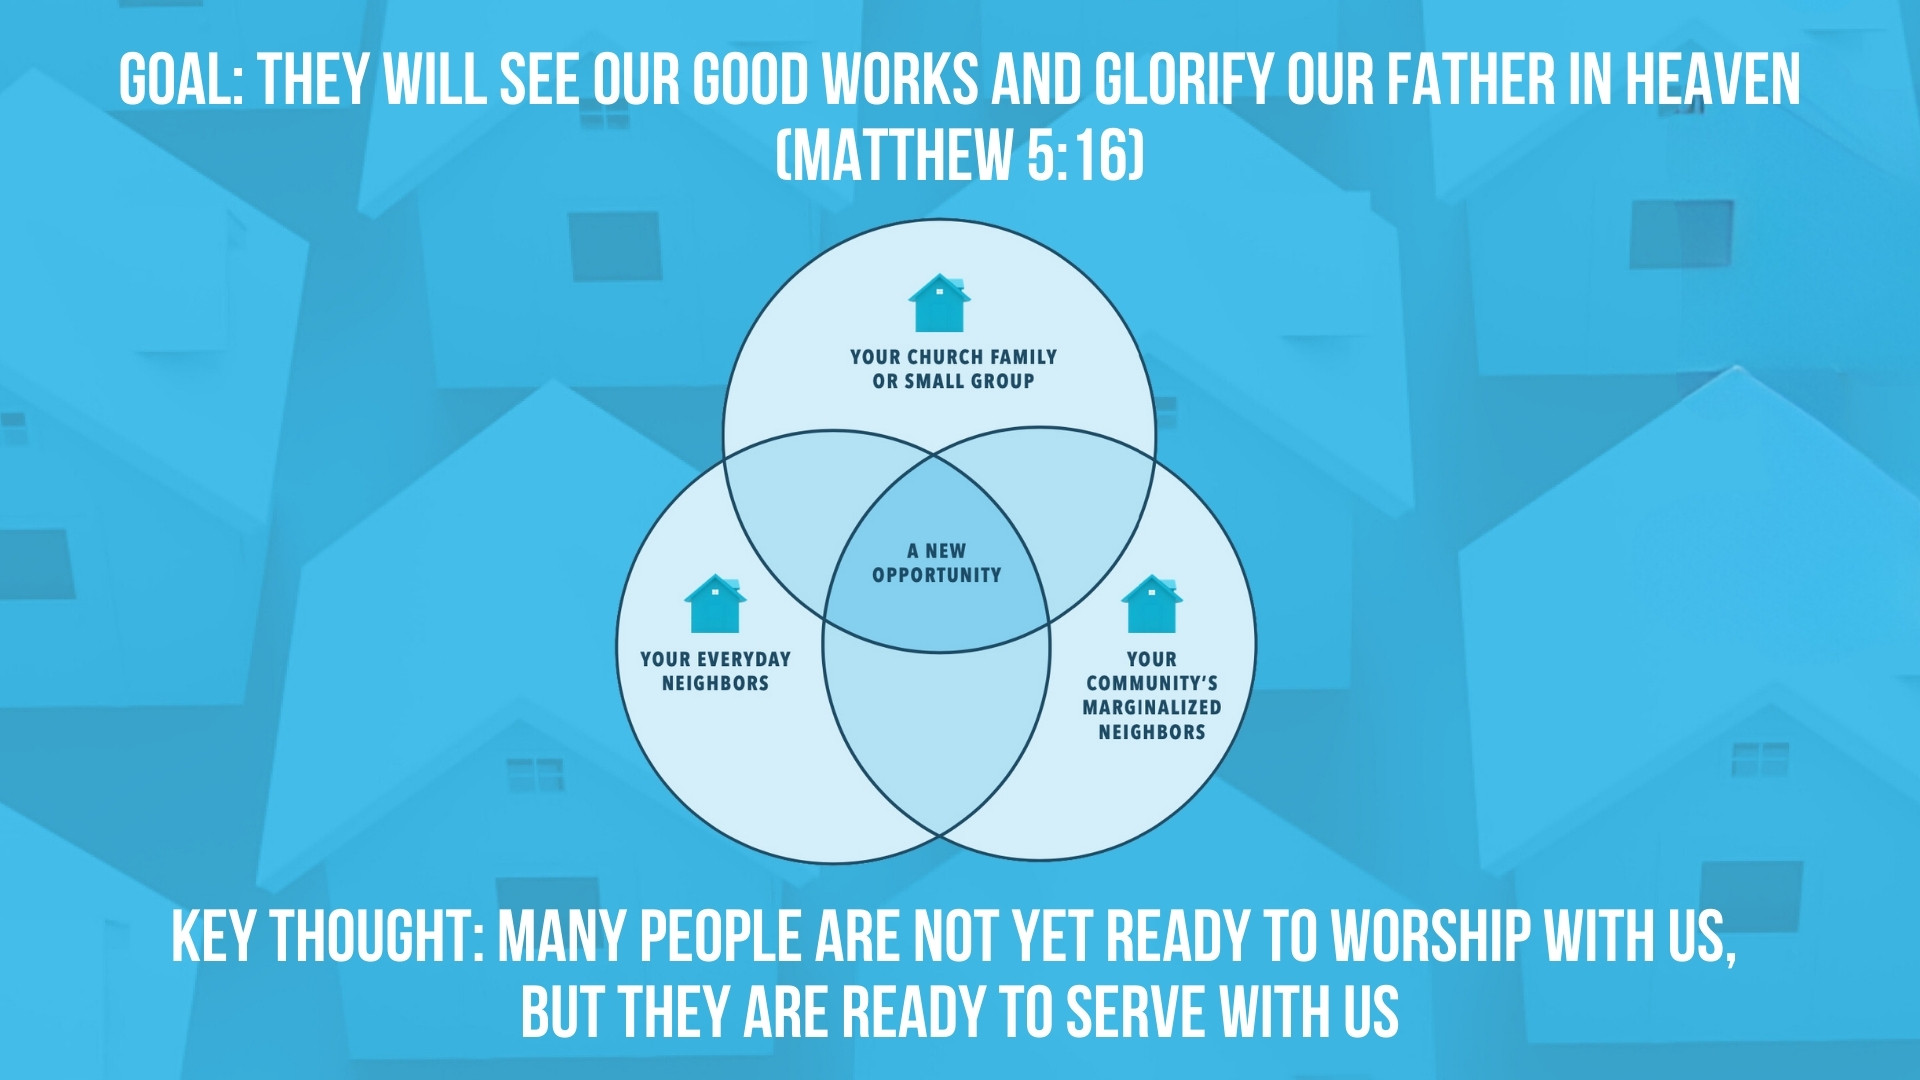 GOAL: THEY WILL SEE OUR GOOD WORKS AND GLORIFY OUR FATHER IN HEAVEN
(MATTHEW 5:16)
YOUR CHURCH FAMILY
OR SMALL GROUP
A NEW
OPPORTUNITY
YOUR EVERYDAY
NEIGHBORS
YOUR
COMMUNITY'S
MARGINALIZED
NEIGHBORS
KEY THOUGHT: MANY PEOPLE ARE NOT YET READY TO WORSHIP WITH US,
BUT THEY ARE READY TO SERVE WITH US